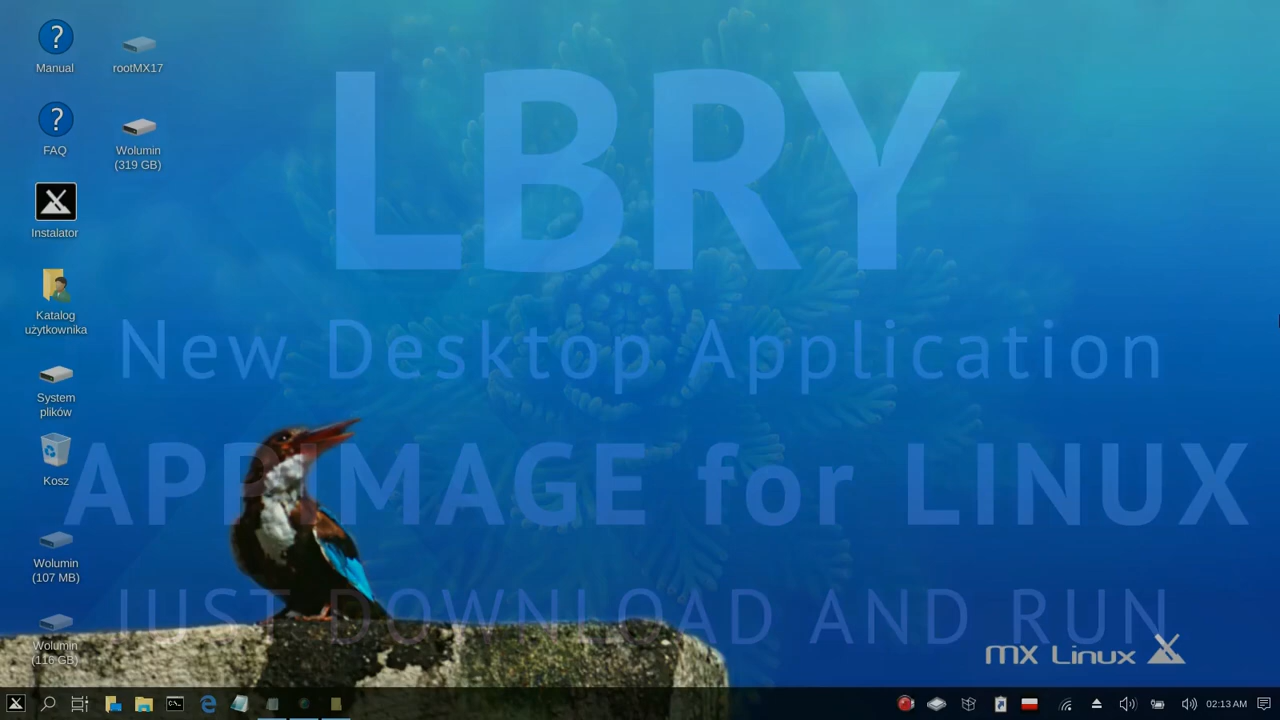 Manual
rootMX17
FAQ
Wolumin
(319 GB)
Instalator
Katalog
użytkownika
System
plików
Kosz
Wolumin
(107 MB)
Wolumin
(116 GB)
LBRY
New Desktop Application
APPIMAGE for LINUX
JUST DOWNLOAD AND RUN
MX Linux
02:13 AM